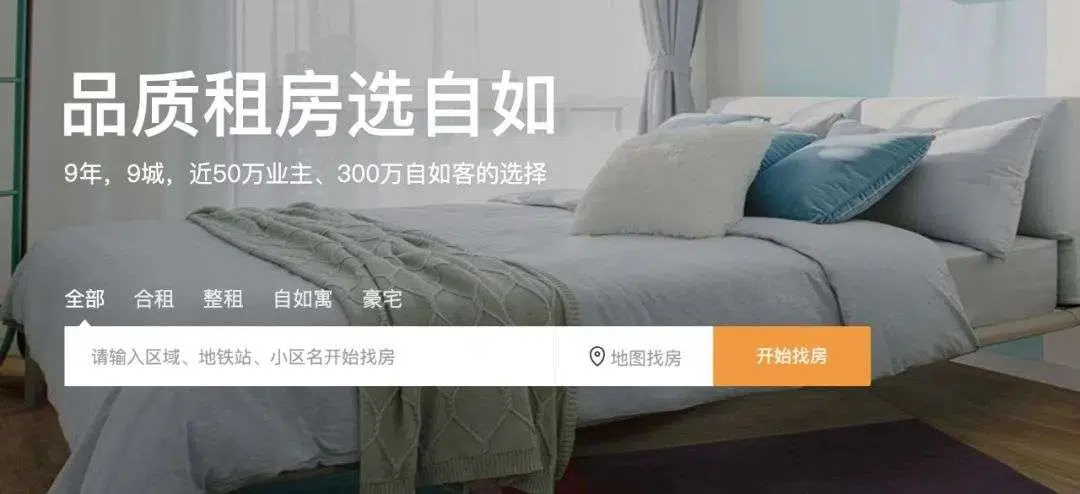 品质租房选自如
9年，9城，近50万业主、300万自如客的选择
全部 合租 整租 自如寓 豪宅
请输入区域、地铁站、小区名开始找房 地图找房 开始找房